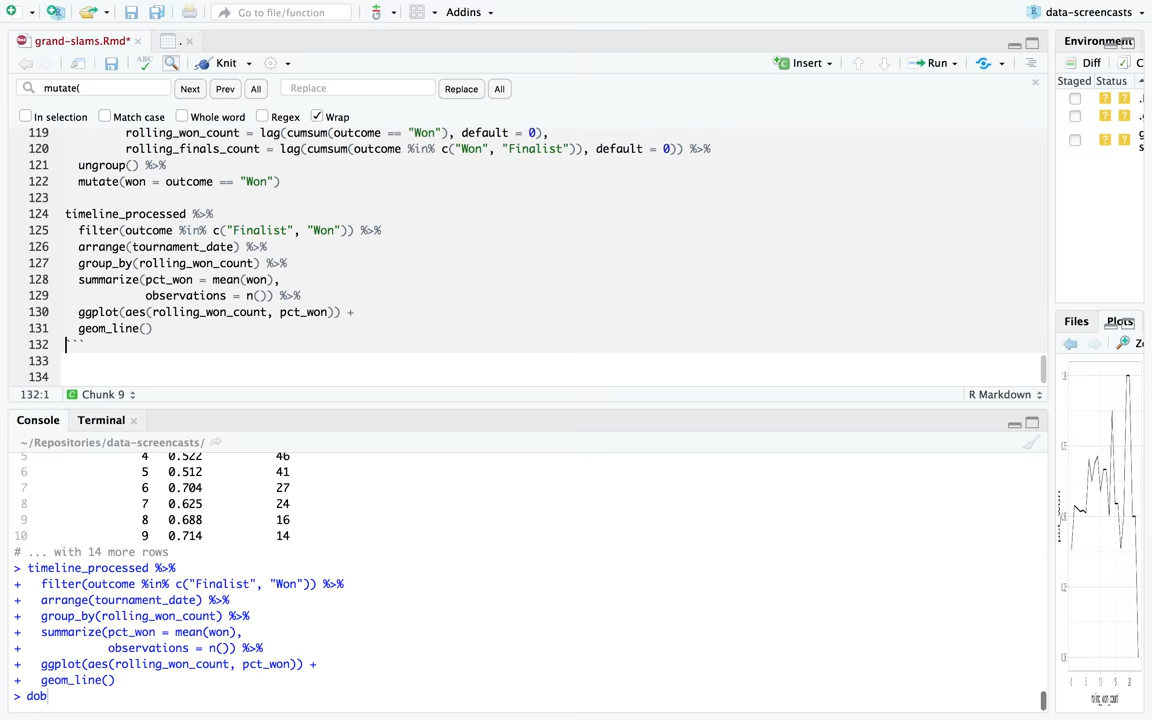 Go to file/function
Addins
data-screencasts
grand-slams.Rmd*
.
Environment
Knit
Insert
Run
Diff
Staged Status
mutate(
Next
Prev
All
Replace
Replace
All
In selection
Match case
Whole word
Regex
Wrap
119 rolling_won_count = lag(cumsum(outcome == "Won"), default = 0),
120 rolling_finals_count = lag(cumsum(outcome %in% c("Won", "Finalist")), default = 0)) %>%
121 ungroup() %>%
122 mutate(won = outcome == "Won")
123
124 timeline_processed %>%
125 filter(outcome %in% c("Finalist", "Won")) %>%
126 arrange(tournament_date) %>%
127 group_by(rolling_won_count) %>%
128 summarize(pct_won = mean(won),
129 observations = n()) %>%
130 ggplot(aes(rolling_won_count, pct_won)) +
131 geom_line()
132 ```
133
134
132:1 Chunk 9 R Markdown
Files Plots
Console Terminal
~/Repositories/data-screencasts/
5 4 0.522 46
6 5 0.512 41
7 6 0.704 27
8 7 0.625 24
9 8 0.688 16
10 9 0.714 14
# ... with 14 more rows
> timeline_processed %>%
+ filter(outcome %in% c("Finalist", "Won")) %>%
+ arrange(tournament_date) %>%
+ group_by(rolling_won_count) %>%
+ summarize(pct_won = mean(won),
+ observations = n()) %>%
+ ggplot(aes(rolling_won_count, pct_won)) +
+ geom_line()
> dob
rolling_won_count